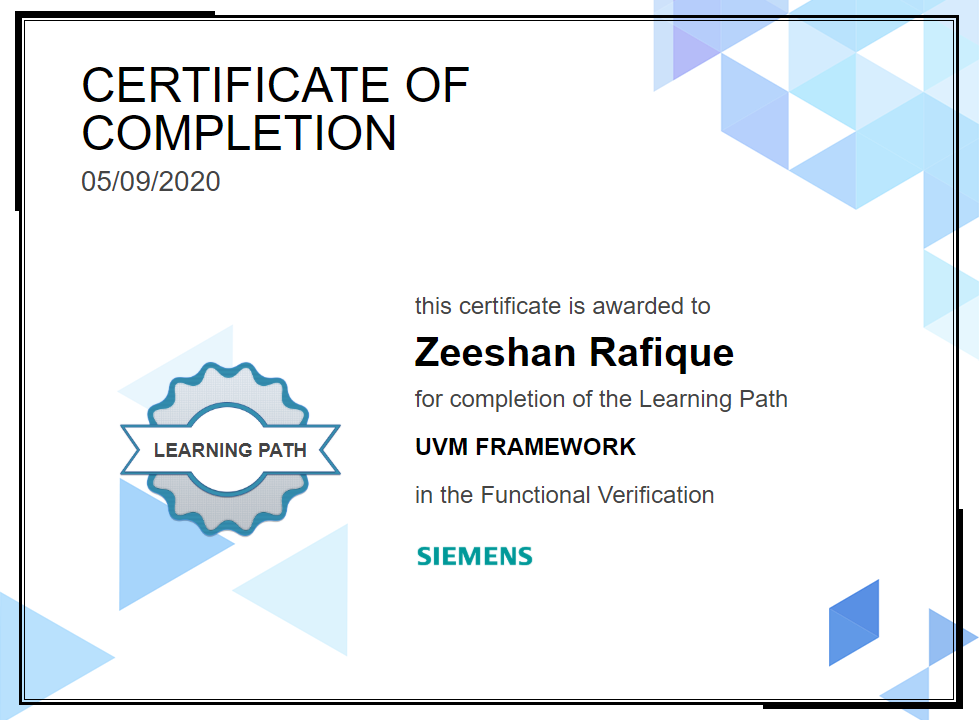 CERTIFICATE OF
COMPLETION
05/09/2020
this certificate is awarded to
Zeeshan Rafique
for completion of the Learning Path
LEARNING PATH
UVM FRAMEWORK
in the Functional Verification
SIEMENS